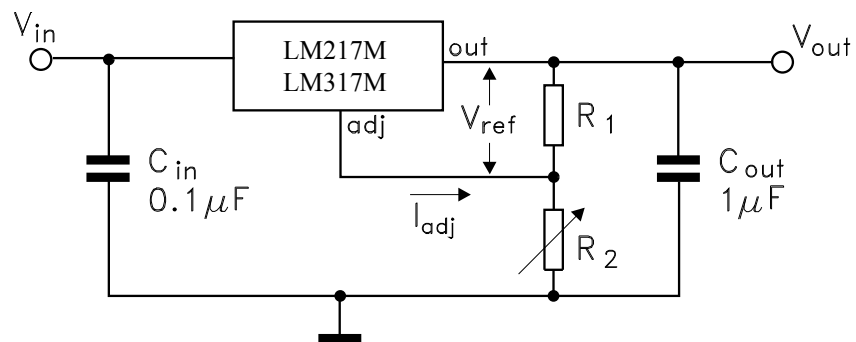 Vin
LM217M
LM317M
out
Vout
adj
Vref
R1
Cin
0.1μF
Iadj
R2
Cout
1μF